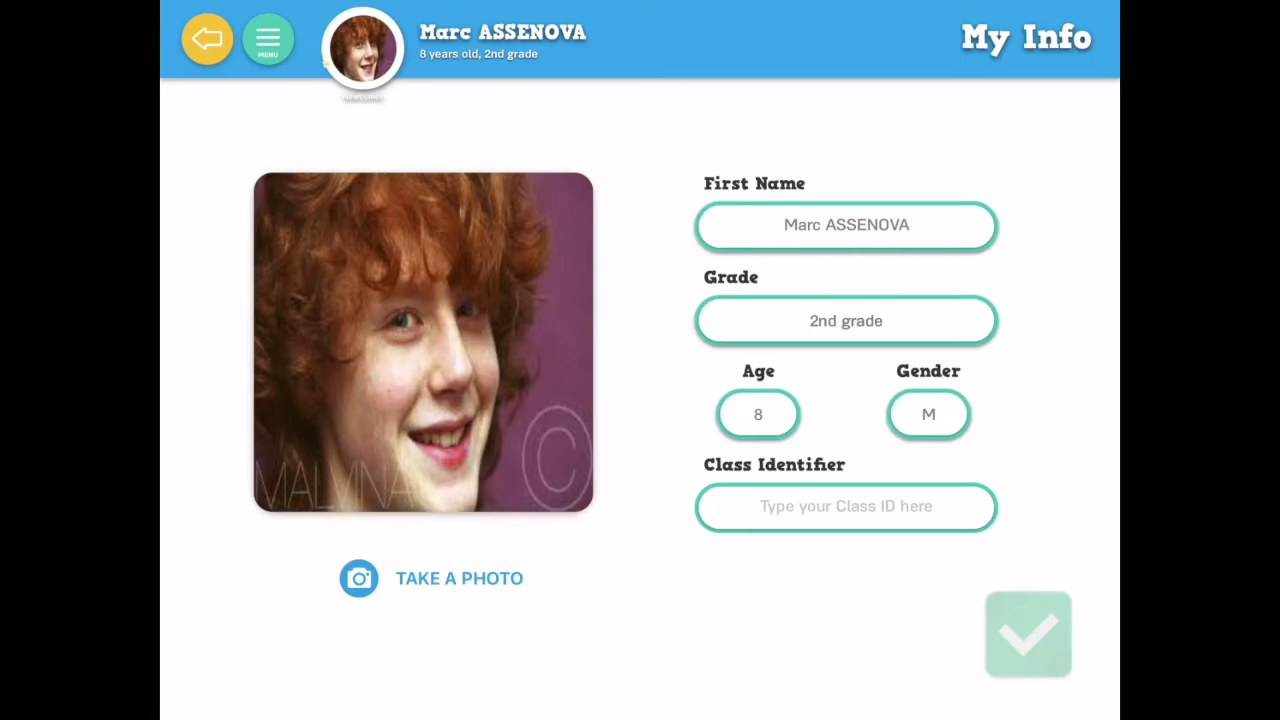 MENU
Marc ASSENOVA
8 years old, 2nd grade
My Info
First Name
Marc ASSENOVA
Grade
2nd grade
Age
Gender
8
M
Class Identifier
Type your Class ID here
MALVINA
©
TAKE A PHOTO